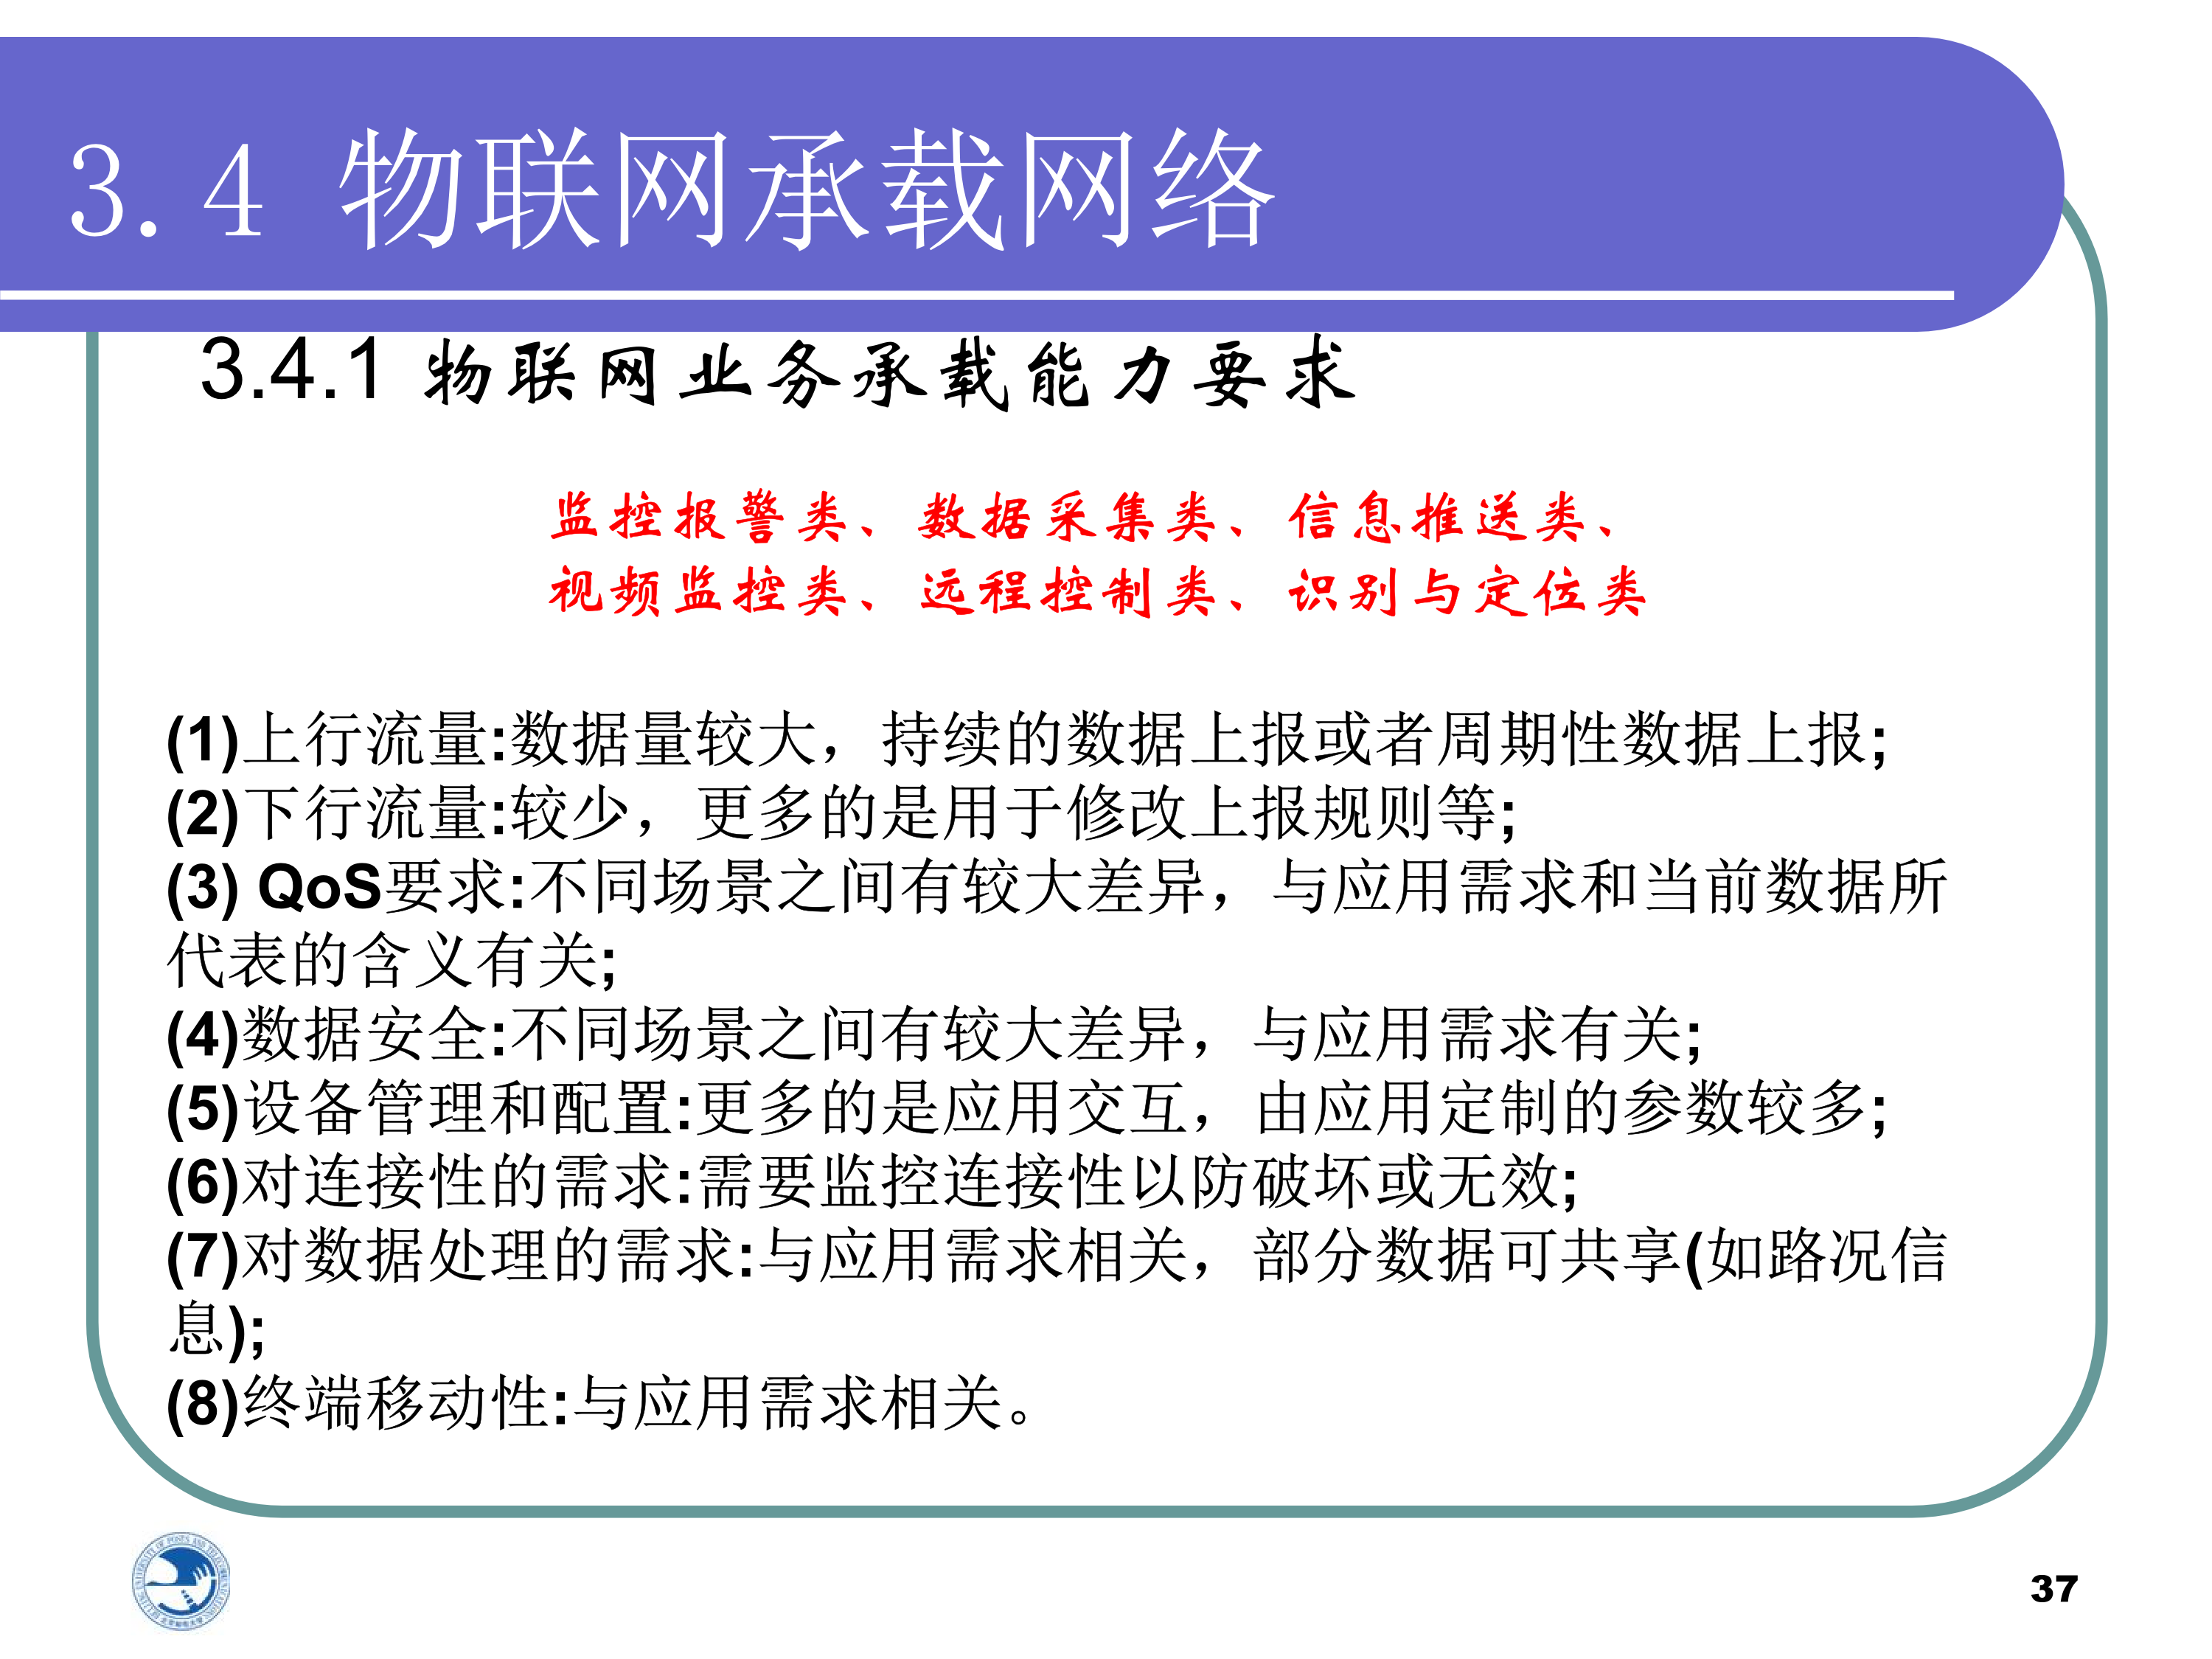 3.4 物联网承载网络
3.4.1 物联网业务承载能力要求
监控报警类、数据采集类、信息推送类、
视频监控类、远程控制类、识别与定位类
(1)上行流量:数据量较大，持续的数据上报或者周期性数据上报;
(2)下行流量:较少，更多的是用于修改上报规则等;
(3) QoS要求:不同场景之间有较大差异，与应用需求和当前数据所
代表的含义有关;
(4)数据安全:不同场景之间有较大差异，与应用需求有关;
(5)设备管理和配置:更多的是应用交互，由应用定制的参数较多;
(6)对连接性的需求:需要监控连接性以防破坏或无效;
(7)对数据处理的需求:与应用需求相关，部分数据可共享(如路况信
息);
(8)终端移动性:与应用需求相关。
37